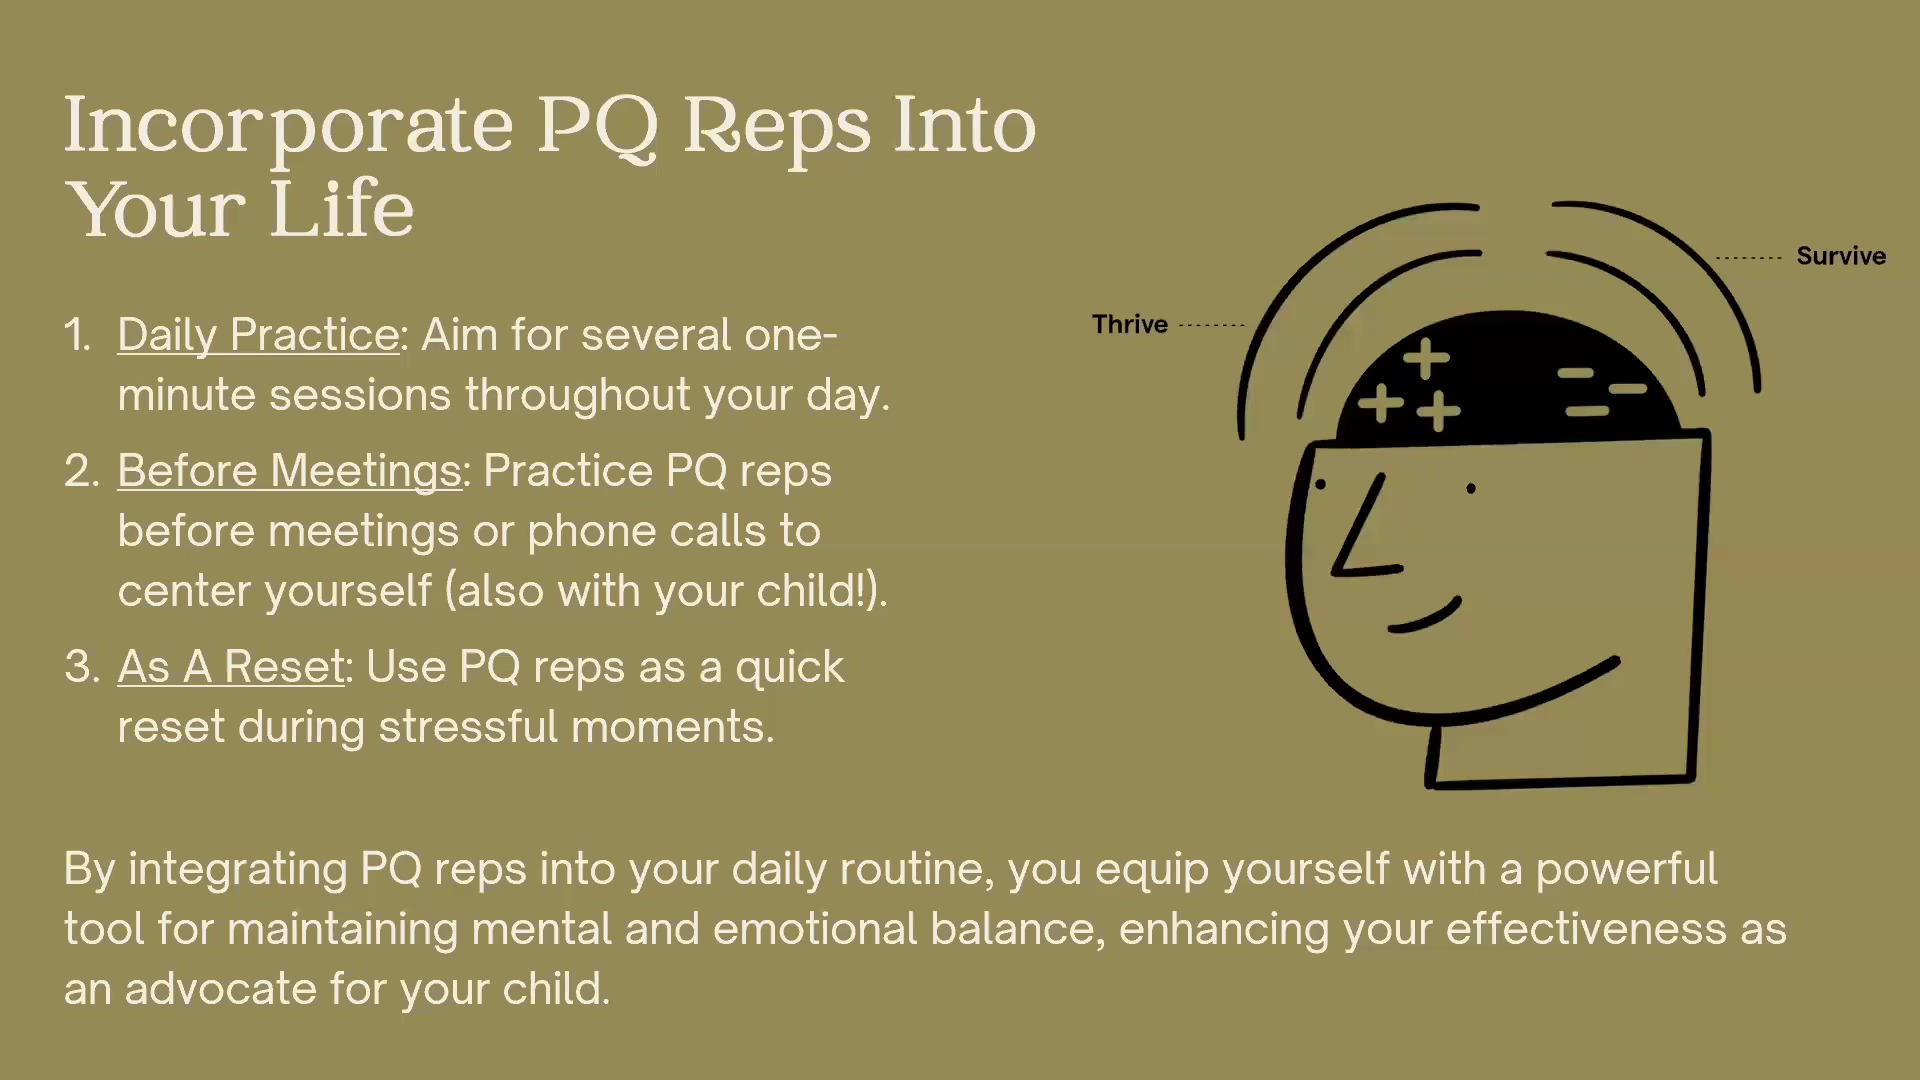 Incorporate PQ Reps Into
Your Life
1. Daily Practice: Aim for several one-
minute sessions throughout your day.
2. Before Meetings: Practice PQ reps
before meetings or phone calls to
center yourself (also with your child!).
3. As A Reset: Use PQ reps as a quick
reset during stressful moments.
Thrive
Survive
By integrating PQ reps into your daily routine, you equip yourself with a powerful
tool for maintaining mental and emotional balance, enhancing your effectiveness as
an advocate for your child.